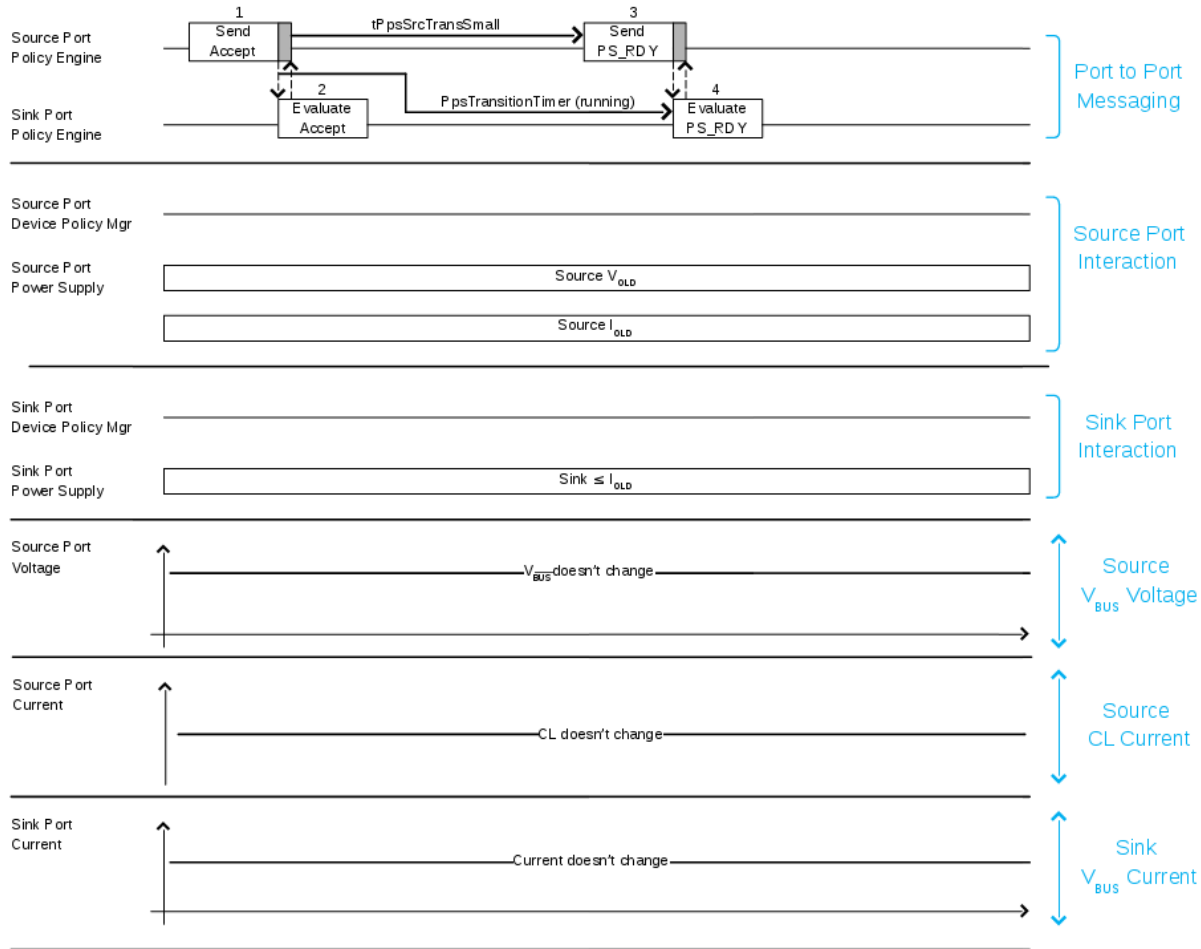 1
3
Source Port
Policy Engine
Send
Accept
tPpsSrcTransSmall
Send
PS_RDY
Port to Port
Messaging
2
4
Sink Port
Policy Engine
Evaluate
Accept
PpsTransitionTimer (running)
Evaluate
PS_RDY
Source Port
Device Policy Mgr
Source Port
Interaction
Source Port
Power Supply
Source VOLD
Source IOLD
Sink Port
Device Policy Mgr
Sink Port
Interaction
Sink Port
Power Supply
Sink ≤ IOLD
Source Port
Voltage
VBUS doesn't change
Source
VBUS Voltage
Source Port
Current
CL doesn't change
Source
CL Current
Sink Port
Current
Current doesn't change
Sink
VBUS Current